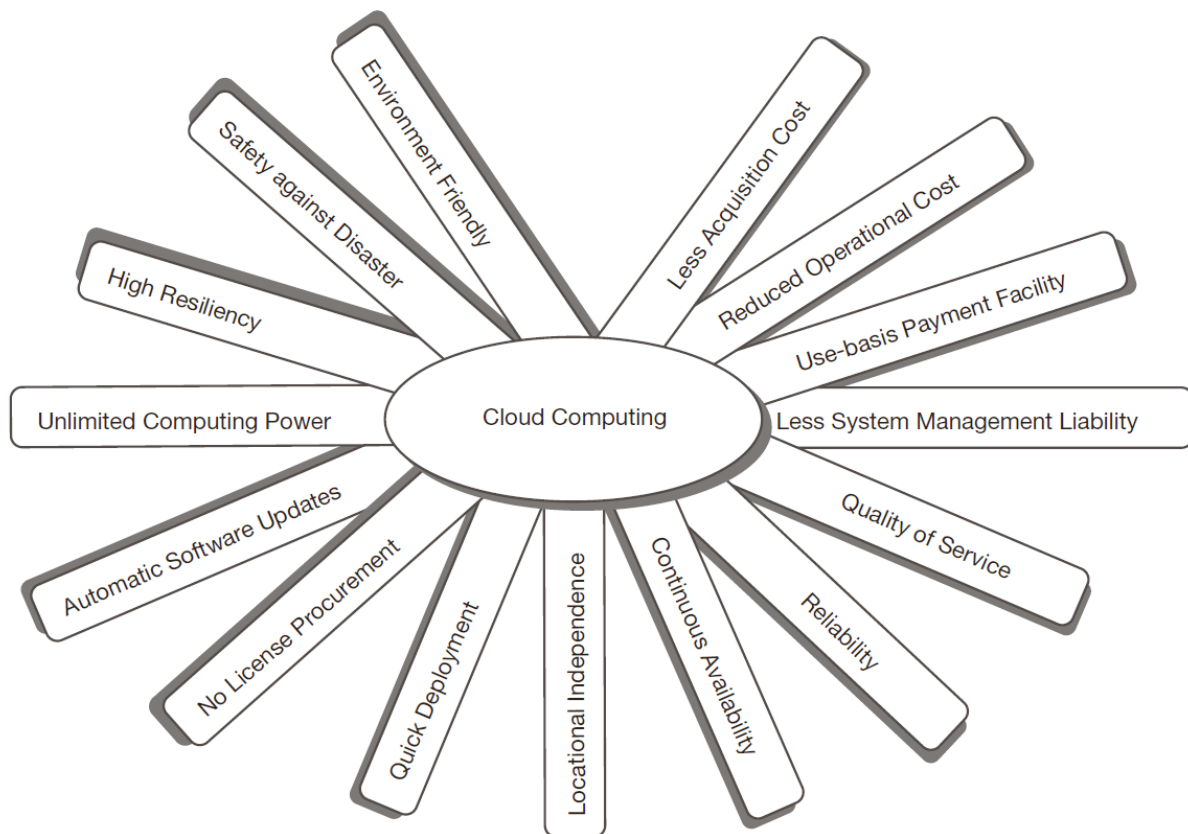 Cloud Computing
Less Acquisition Cost
Reduced Operational Cost
Use-basis Payment Facility
Less System Management Liability
Quality of Service
Reliability
Continuous Availability
Locational Independence
Quick Deployment
No License Procurement
Automatic Software Updates
Unlimited Computing Power
High Resiliency
Safety against Disaster
Environment Friendly